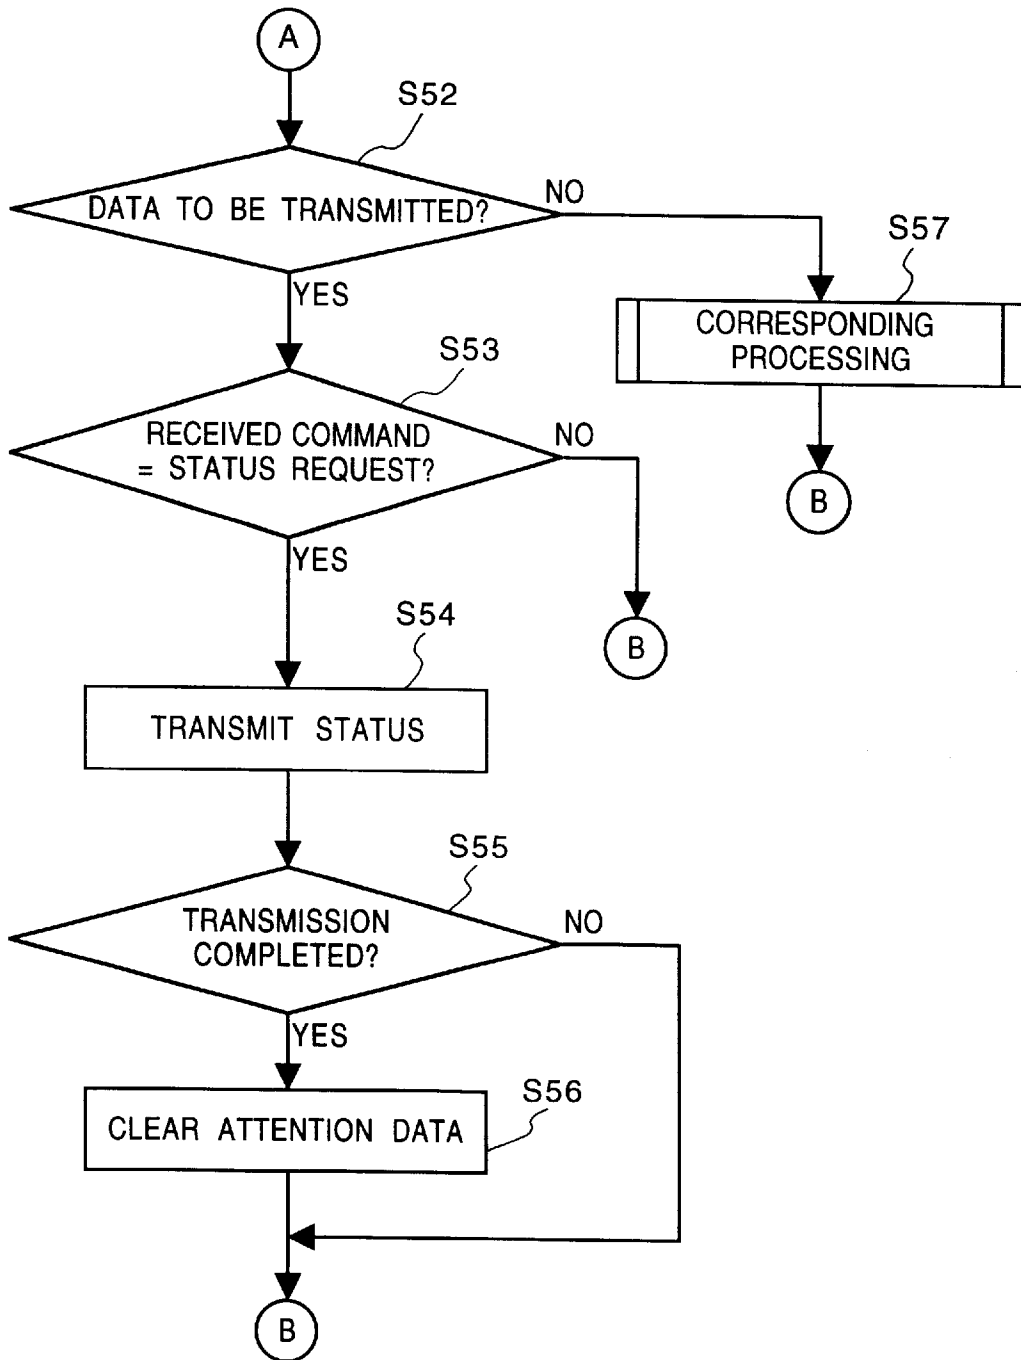 A
S52
DATA TO BE TRANSMITTED?
NO
YES
S57
CORRESPONDING
PROCESSING
B
S53
RECEIVED COMMAND
= STATUS REQUEST?
NO
YES
B
S54
TRANSMIT STATUS
S55
TRANSMISSION
COMPLETED?
NO
YES
S56
CLEAR ATTENTION DATA
B